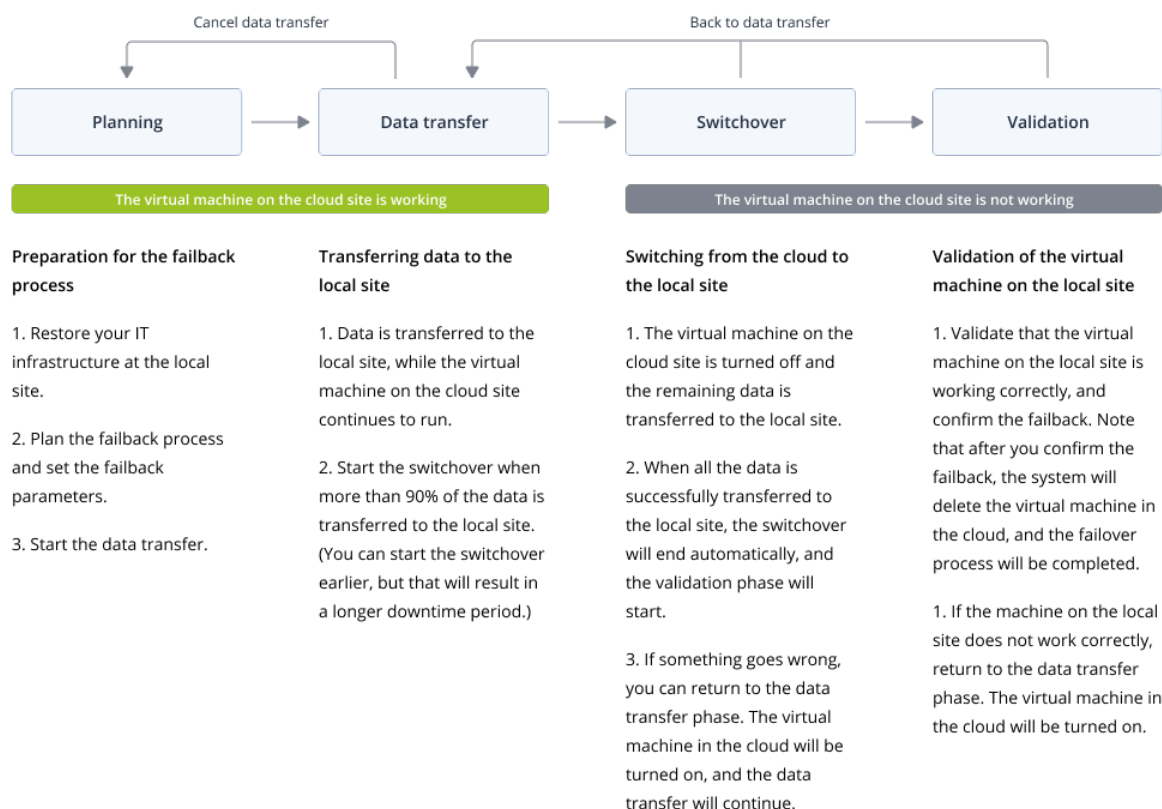 Cancel data transfer
Back to data transfer
Planning
Data transfer
Switchover
Validation
The virtual machine on the cloud site is working
The virtual machine on the cloud site is not working
Preparation for the failback
process
1. Restore your IT
infrastructure at the local
site.
2. Plan the failback process
and set the failback
parameters.
3. Start the data transfer.
Transferring data to the
local site
1. Data is transferred to the
local site, while the virtual
machine on the cloud site
continues to run.
2. Start the switchover when
more than 90% of the data is
transferred to the local site.
(You can start the switchover
earlier, but that will result in
a longer downtime period.)
Switching from the cloud to
the local site
1. The virtual machine on the
cloud site is turned off and
the remaining data is
transferred to the local site.
2. When all the data is
successfully transferred to
the local site, the switchover
will end automatically, and
the validation phase will
start.
3. If something goes wrong,
you can return to the data
transfer phase. The virtual
machine in the cloud will be
turned on, and the data
transfer will continue.
Validation of the virtual
machine on the local site
1. Validate that the virtual
machine on the local site is
working correctly, and
confirm the failback. Note
that after you confirm the
failback, the system will
delete the virtual machine in
the cloud, and the failover
process will be completed.
1. If the machine on the local
site does not work correctly,
return to the data transfer
phase. The virtual machine in
the cloud will be turned on.